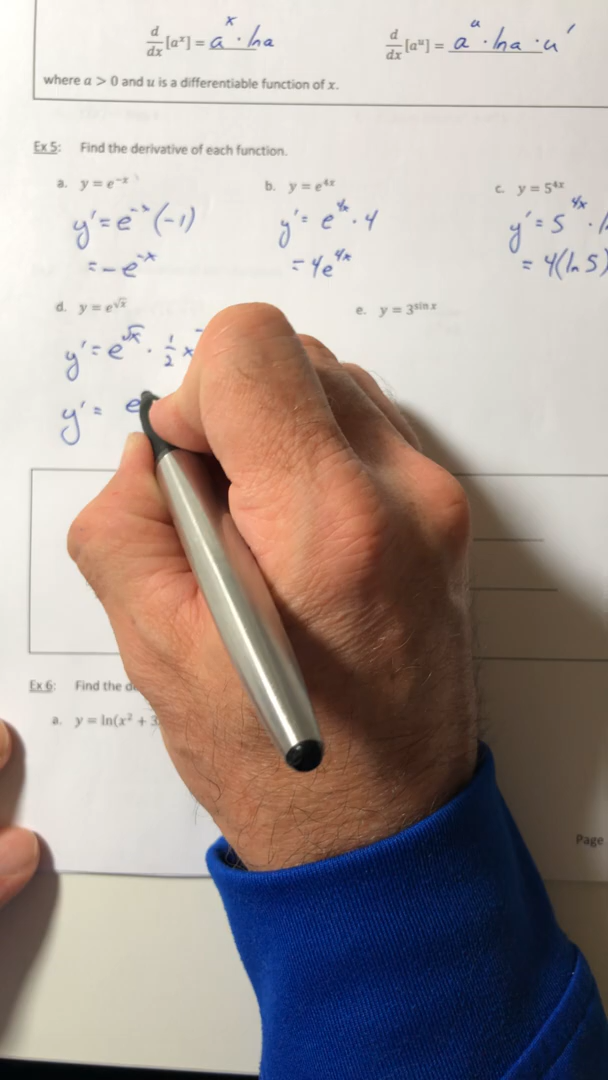 d/dx [a^x] = a^x · ln a
d/dx [a^u] = a^u · ln a · u'
where a > 0 and u is a differentiable function of x.
Ex 5: Find the derivative of each function.
a. y = e^-x
b. y = e^4x
c. y = 5^4x
y' = e^-x (-1)
y' = e^4x · 4
y' = 5^4x ·
= -e^-x
= 4e^4x
= 4(ln 5)
d. y = e^√x
e. y = 3^sin x
y' = e^√x · 1/2 x^-
y' = e
Ex 6: Find the
a. y = ln(x² + 3
Page